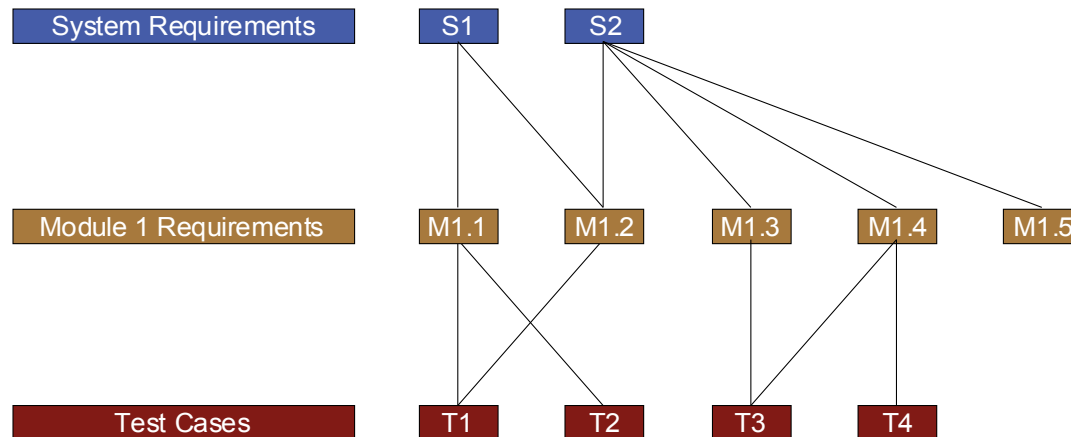 System Requirements S1 S2
Module 1 Requirements M1.1 M1.2 M1.3 M1.4 M1.5
Test Cases T1 T2 T3 T4